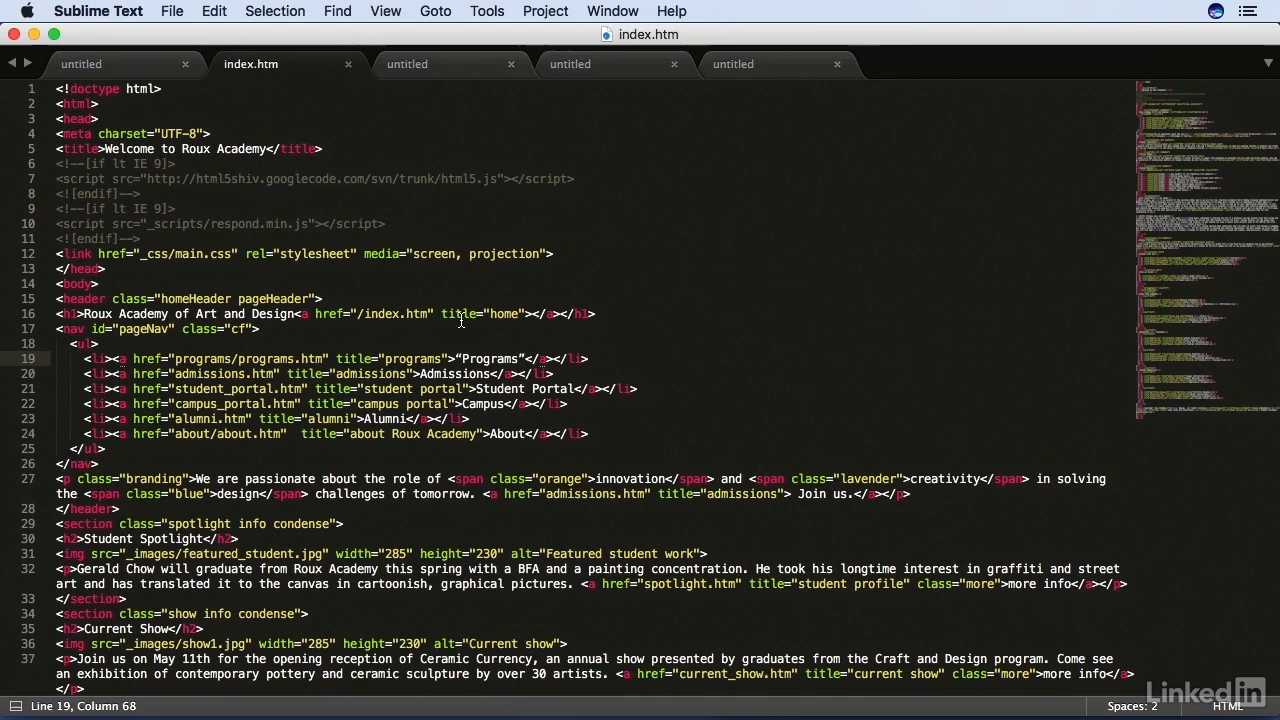 Sublime Text File Edit Selection Find View Goto Tools Project Window Help
index.htm
untitled × index.htm × untitled × untitled × untitled ×
1 <!doctype html>
2 <html>
3 <head>
4 <meta charset="UTF-8">
5 <title>Welcome to Roux Academy</title>
6 <!--[if lt IE 9]>
7 <script src="http://html5shiv.googlecode.com/svn/trunk/html5.js"></script>
8 <![endif]-->
9 <!--[if lt IE 9]>
10 <script src="_scripts/respond.min.js"></script>
11 <![endif]-->
12 <link href="_css/main.css" rel="stylesheet" media="screen, projection">
13 </head>
14 <body>
15 <header class="homeHeader pageHeader">
16 <h1>Roux Academy of Art and Design<a href="/index.htm" title="home"></a></h1>
17 <nav id="pageNav" class="cf">
18 <ul>
19 <li><a href="programs/programs.htm" title="programs">"Programs"</a></li>
20 <li><a href="admissions.htm" title="admissions">Admissions</a></li>
21 <li><a href="student_portal.htm" title="student portal">Student Portal</a></li>
22 <li><a href="campus_portal.htm" title="campus portal">Campus</a></li>
23 <li><a href="alumni.htm" title="alumni">Alumni</a></li>
24 <li><a href="about/about.htm"  title="about Roux Academy">About</a></li>
25 </ul>
26 </nav>
27 <p class="branding">We are passionate about the role of <span class="orange">innovation</span> and <span class="lavender">creativity</span> in solving
the <span class="blue">design</span> challenges of tomorrow. <a href="admissions.htm" title="admissions"> Join us.</a></p>
28 </header>
29 <section class="spotlight info condense">
30 <h2>Student Spotlight</h2>
31 <img src="_images/featured_student.jpg" width="285" height="230" alt="Featured student work">
32 <p>Gerald Chow will graduate from Roux Academy this spring with a BFA and a painting concentration. He took his longtime interest in graffiti and street
art and has translated it to the canvas in cartoonish, graphical pictures. <a href="spotlight.htm" title="student profile" class="more">more info</a></p>
33 </section>
34 <section class="show info condense">
35 <h2>Current Show</h2>
36 <img src="_images/show1.jpg" width="285" height="230" alt="Current show">
37 <p>Join us on May 11th for the opening reception of Ceramic Currency, an annual show presented by graduates from the Craft and Design program. Come see
an exhibition of contemporary pottery and ceramic sculpture by over 30 artists. <a href="current_show.htm" title="current show" class="more">more info</a>
</p>
Line 19, Column 68 Spaces: 2 HTML
LinkedIn